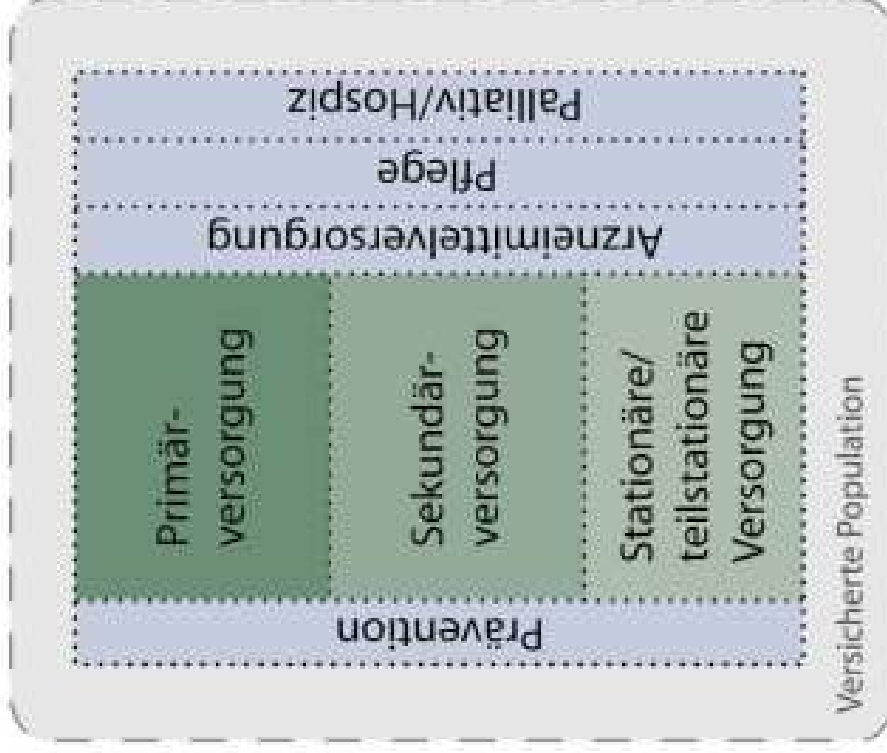 Prävention
Primär-
versorgung
Sekundär-
versorgung
Stationäre/
teilstationäre
Versorgung
Arzneimittelversorgung
Pflege
Palliativ/Hospiz
Versicherte Population